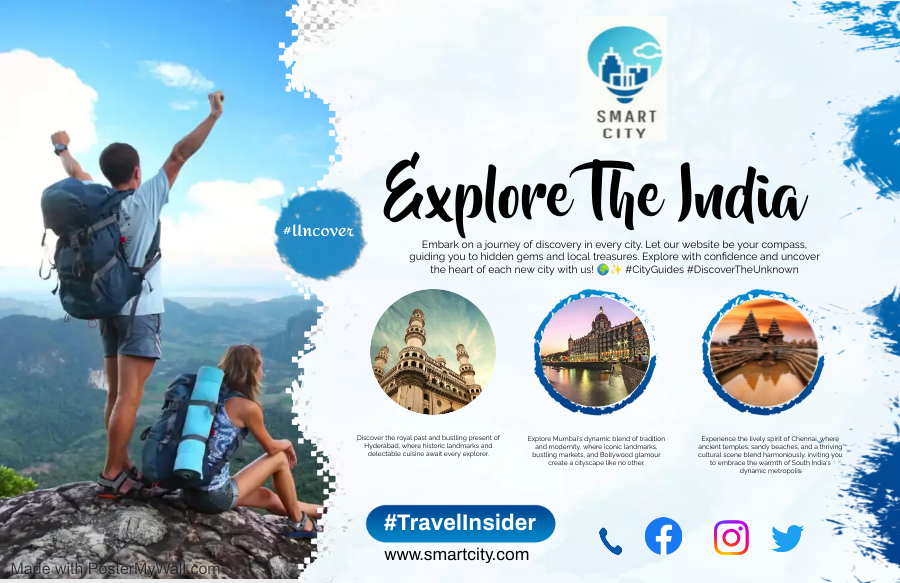 SMART
CITY
Explore The India
#Uncover
Embark on a journey of discovery in every city. Let our website be your compass,
guiding you to hidden gems and local treasures. Explore with confidence and uncover
the heart of each new city with us! 🌍✨ #CityGuides #DiscoverTheUnknown
Discover the royal past and bustling present of
Hyderabad, where historic landmarks and
delectable cuisine await every explorer.
Explore Mumbai's dynamic blend of tradition
and modernity, where iconic landmarks,
bustling markets, and Bollywood glamour
create a cityscape like no other.
Experience the lively spirit of Chennai, where
ancient temples, sandy beaches, and a thriving
cultural scene blend harmoniously, inviting you
to embrace the warmth of South India's
dynamic metropolis.
#TravelInsider
www.smartcity.com
Made with PosterMyWall.com